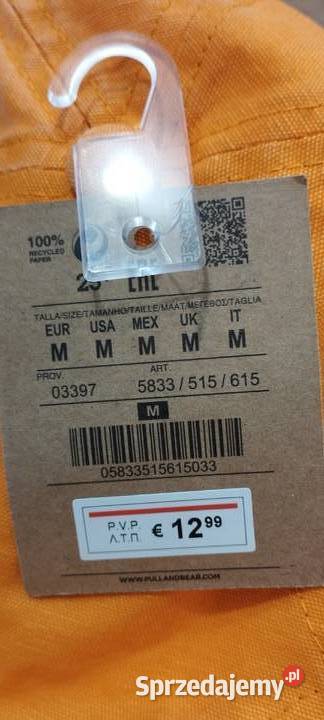 100%
RECYCLED
PAPER
TALLA/SIZE/TAMANHO/TAILLE/MAAT/ΜΕΓΕΘΟΣ/TAGLIA
EUR USA MEX UK IT
M M M M M
PROV. ART.
03397 5833 / 515 / 615
M
05833515615033
P.V.P. € 12 99
Λ.Τ.Π.
WWW.PULLANDBEAR.COM
Sprzedajemy.pl